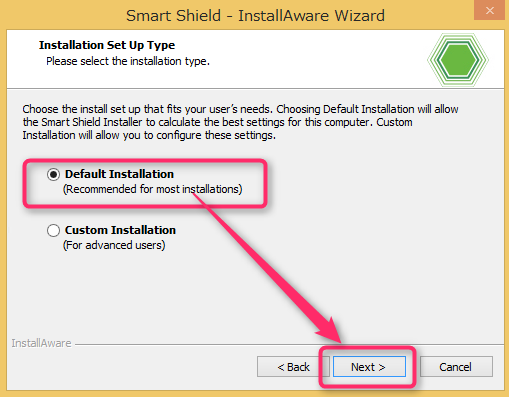 Smart Shield - InstallAware Wizard
Installation Set Up Type
Please select the installation type.
Choose the install set up that fits your user's needs. Choosing Default Installation will allow
the Smart Shield Installer to calculate the best settings for this computer. Custom
Installation will allow you to configure these settings.
Default Installation
(Recommended for most installations)
Custom Installation
(For advanced users)
InstallAware
< Back
Next >
Cancel